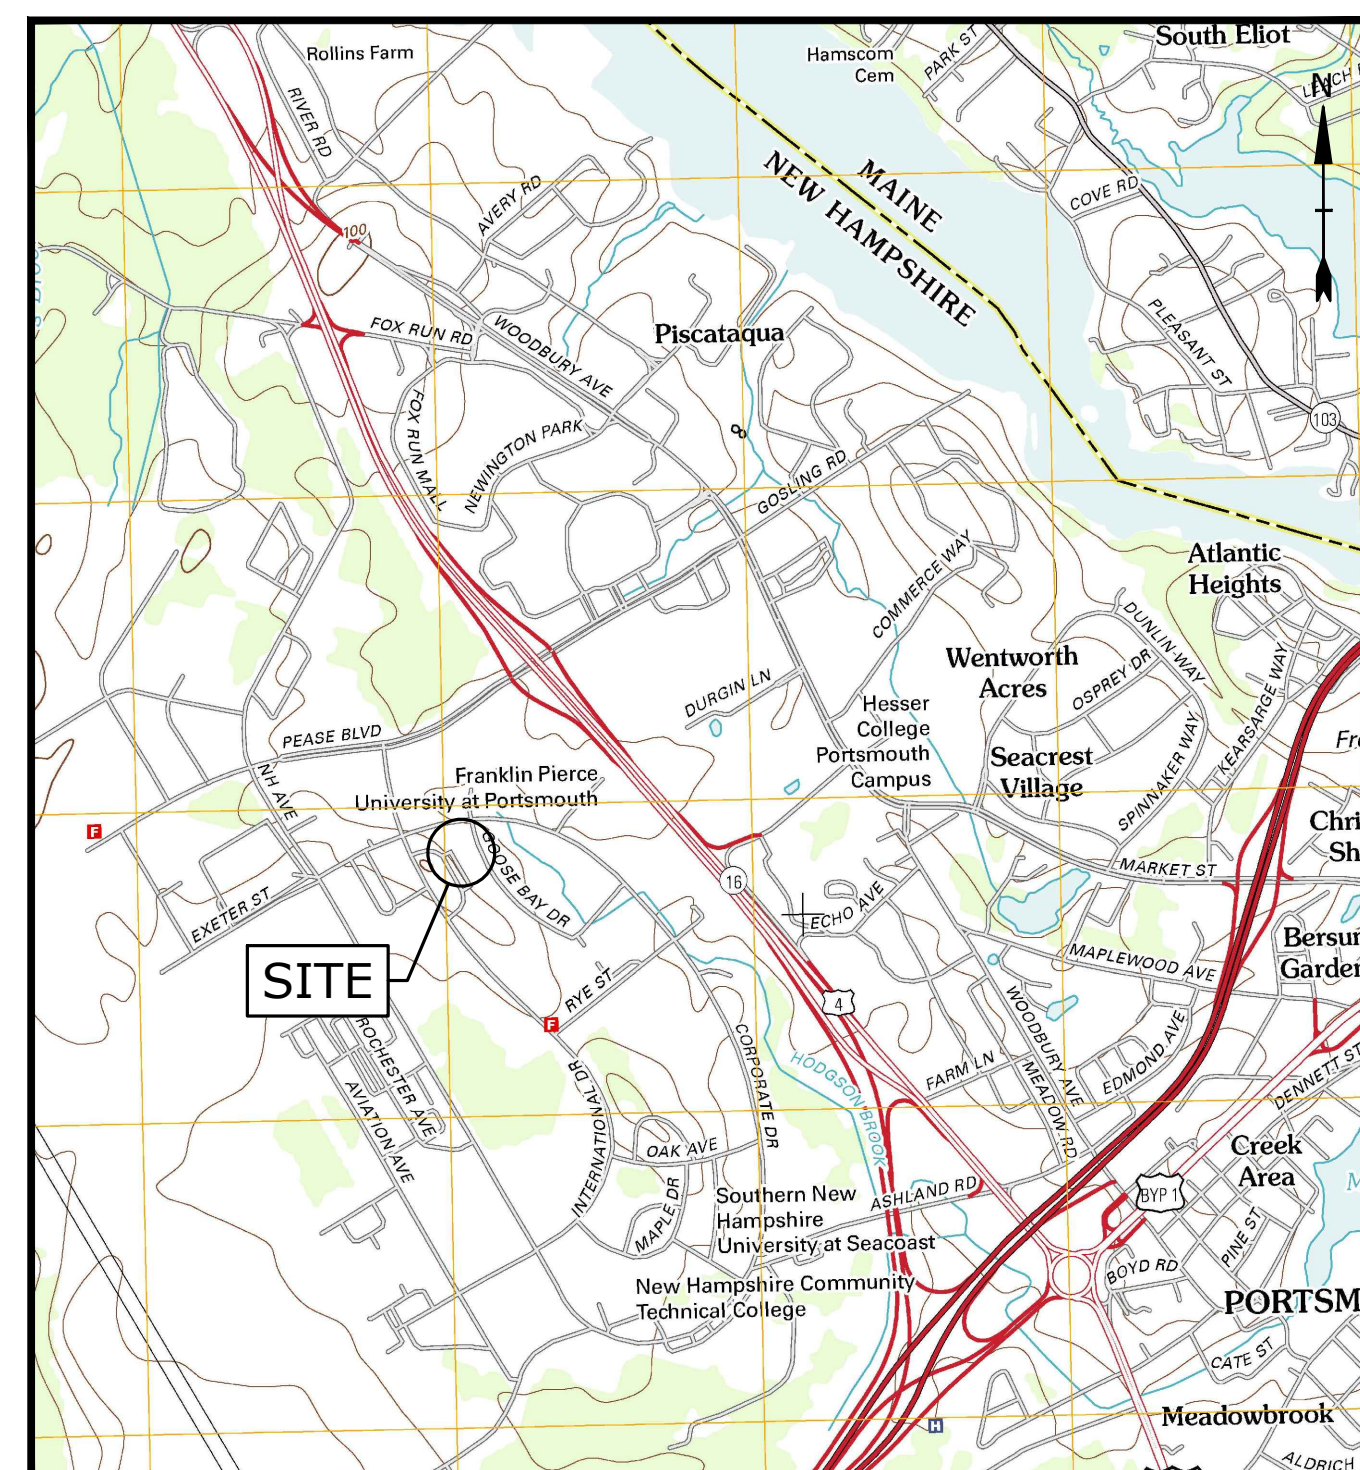 Rollins Farm
Hamscom
Cem
PARK ST
South Eliot
N
RIVER RD
MAINE
NEW HAMPSHIRE
COVE RD
AVERY RD
100
FOX RUN RD
WOODBURY AVE
Piscataqua
PLEASANT ST
103
FOX RUN MALL
NEWINGTON PARK
GOSLING RD
COMMERCE WAY
Atlantic
Heights
DUNLIN WAY
Wentworth
Acres
OSPREY DR
KEARSARGE WAY
DURGIN LN
Hesser
College
Portsmouth
Campus
Seacrest
Village
SPINNAKER WAY
PEASE BLVD
NH AVE
Franklin Pierce
University at Portsmouth
F
GOOSE BAY DR
16
MARKET ST
Chri
Sh
EXETER ST
ECHO AVE
SITE
MAPLEWOOD AVE
Bersu
Garde
RYE ST
F
4
WOODBURY AVE
EDMOND AVE
ROCHESTER AVE
AVIATION AVE
INTERNATIONAL DR
CORPORATE DR
HODGSON BROOK
FARM LN
MEADOW RD
DENNETT ST
OAK AVE
MAPLE DR
Creek
Area
BYP 1
Southern New
Hampshire
University at Seacoast
ASHLAND RD
PINE ST
BOYD RD
New Hampshire Community
Technical College
PORTSM
CATE ST
H
Meadowbrook
ALDRICH